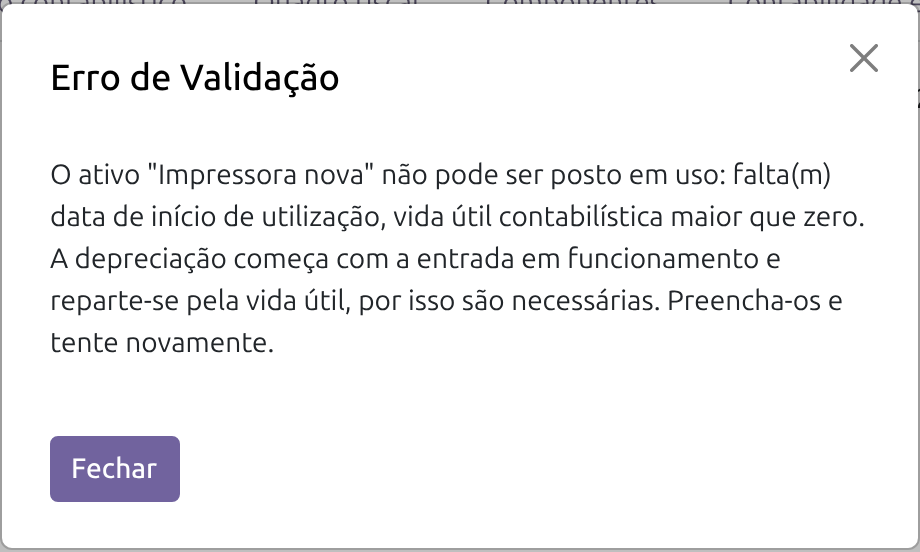 Erro de Validação
O ativo "Impressora nova" não pode ser posto em uso: falta(m)
data de início de utilização, vida útil contabilística maior que zero.
A depreciação começa com a entrada em funcionamento e
reparte-se pela vida útil, por isso são necessárias. Preencha-os e
tente novamente.
Fechar